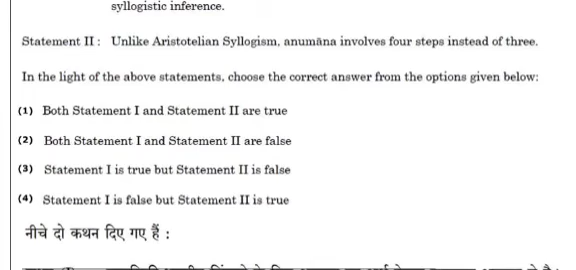 syllogistic inference.
Statement II : Unlike Aristotelian Syllogism, anumāna involves four steps instead of three.
In the light of the above statements, choose the correct answer from the options given below:
(1) Both Statement I and Statement II are true
(2) Both Statement I and Statement II are false
(3) Statement I is true but Statement II is false
(4) Statement I is false but Statement II is true
नीचे दो कथन दिए गए हैं :